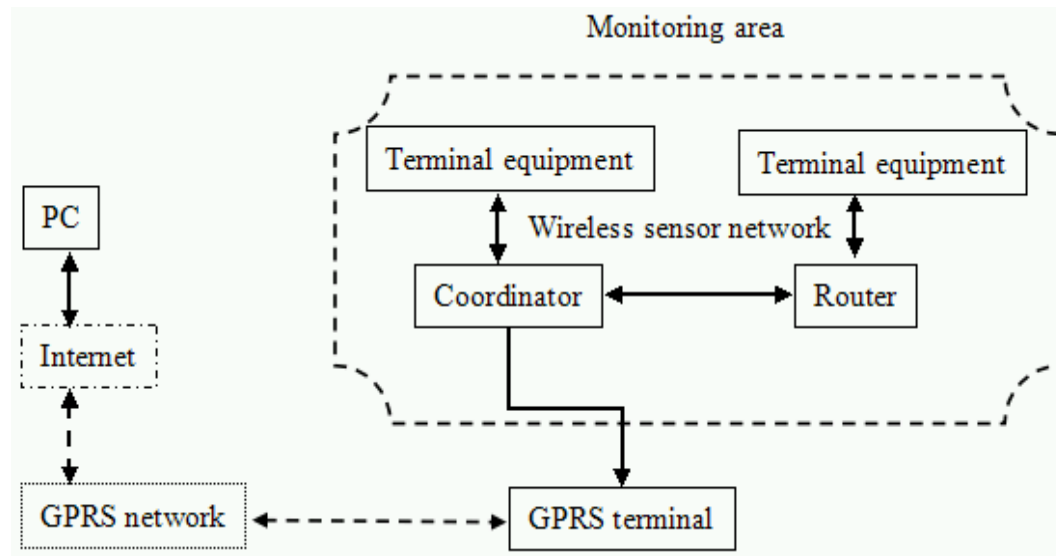 Monitoring area
Terminal equipment
Terminal equipment
PC
Wireless sensor network
Coordinator
Router
Internet
GPRS network
GPRS terminal